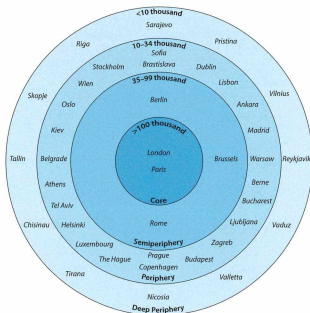 <10 thousand
Sarajevo
Riga
Pristina
10–34 thousand
Sofia
Stockholm
Brastislava
Dublin
35–99 thousand
Wien
Lisbon
Skopje
Vilnius
Oslo
Berlin
Ankara
>100 thousand
Kiev
Madrid
London
Tallin
Belgrade
Brussels
Warsaw
Reykjavik
Paris
Athens
Berne
Tel Aviv
Core
Bucharest
Chisinau
Helsinki
Rome
Ljubljana
Vaduz
Luxembourg
Semiperiphery
Zagreb
The Hague
Prague
Budapest
Copenhagen
Tirana
Periphery
Valletta
Nicosia
Deep Periphery